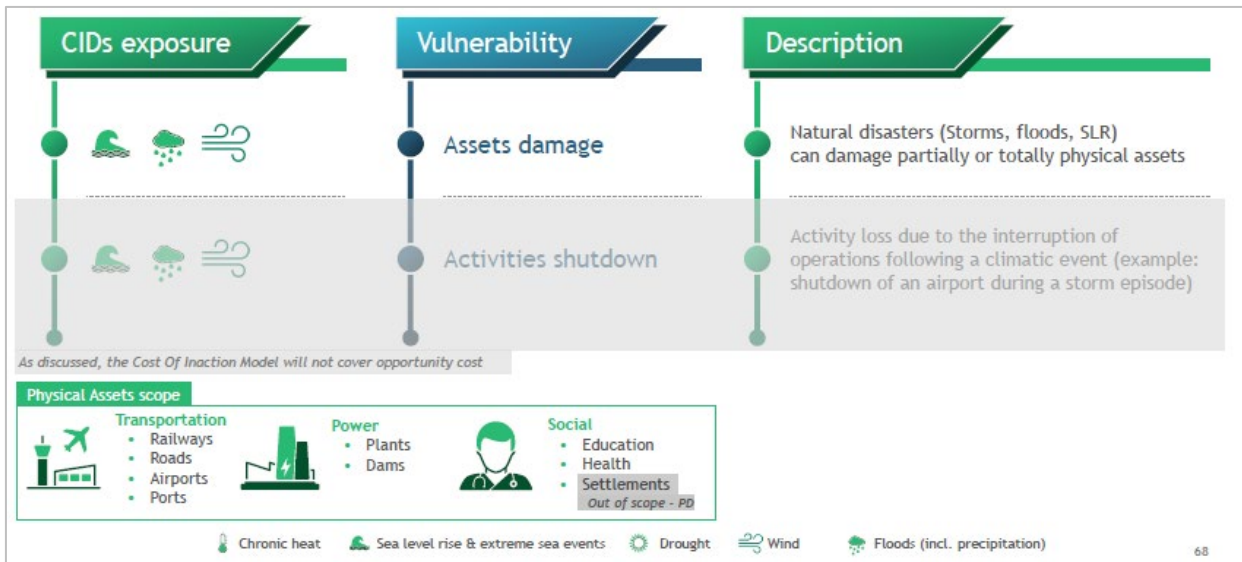 CIDs exposure
Vulnerability
Description
Assets damage
Natural disasters (Storms, floods, SLR)
can damage partially or totally physical assets
Activities shutdown
Activity loss due to the interruption of
operations following a climatic event (example:
shutdown of an airport during a storm episode)
As discussed, the Cost Of Inaction Model will not cover opportunity cost
Physical Assets scope
Transportation
• Railways
• Roads
• Airports
• Ports
Power
• Plants
• Dams
Social
• Education
• Health
• Settlements
Out of scope - PD
Chronic heat
Sea level rise & extreme sea events
Drought
Wind
Floods (incl. precipitation)
68